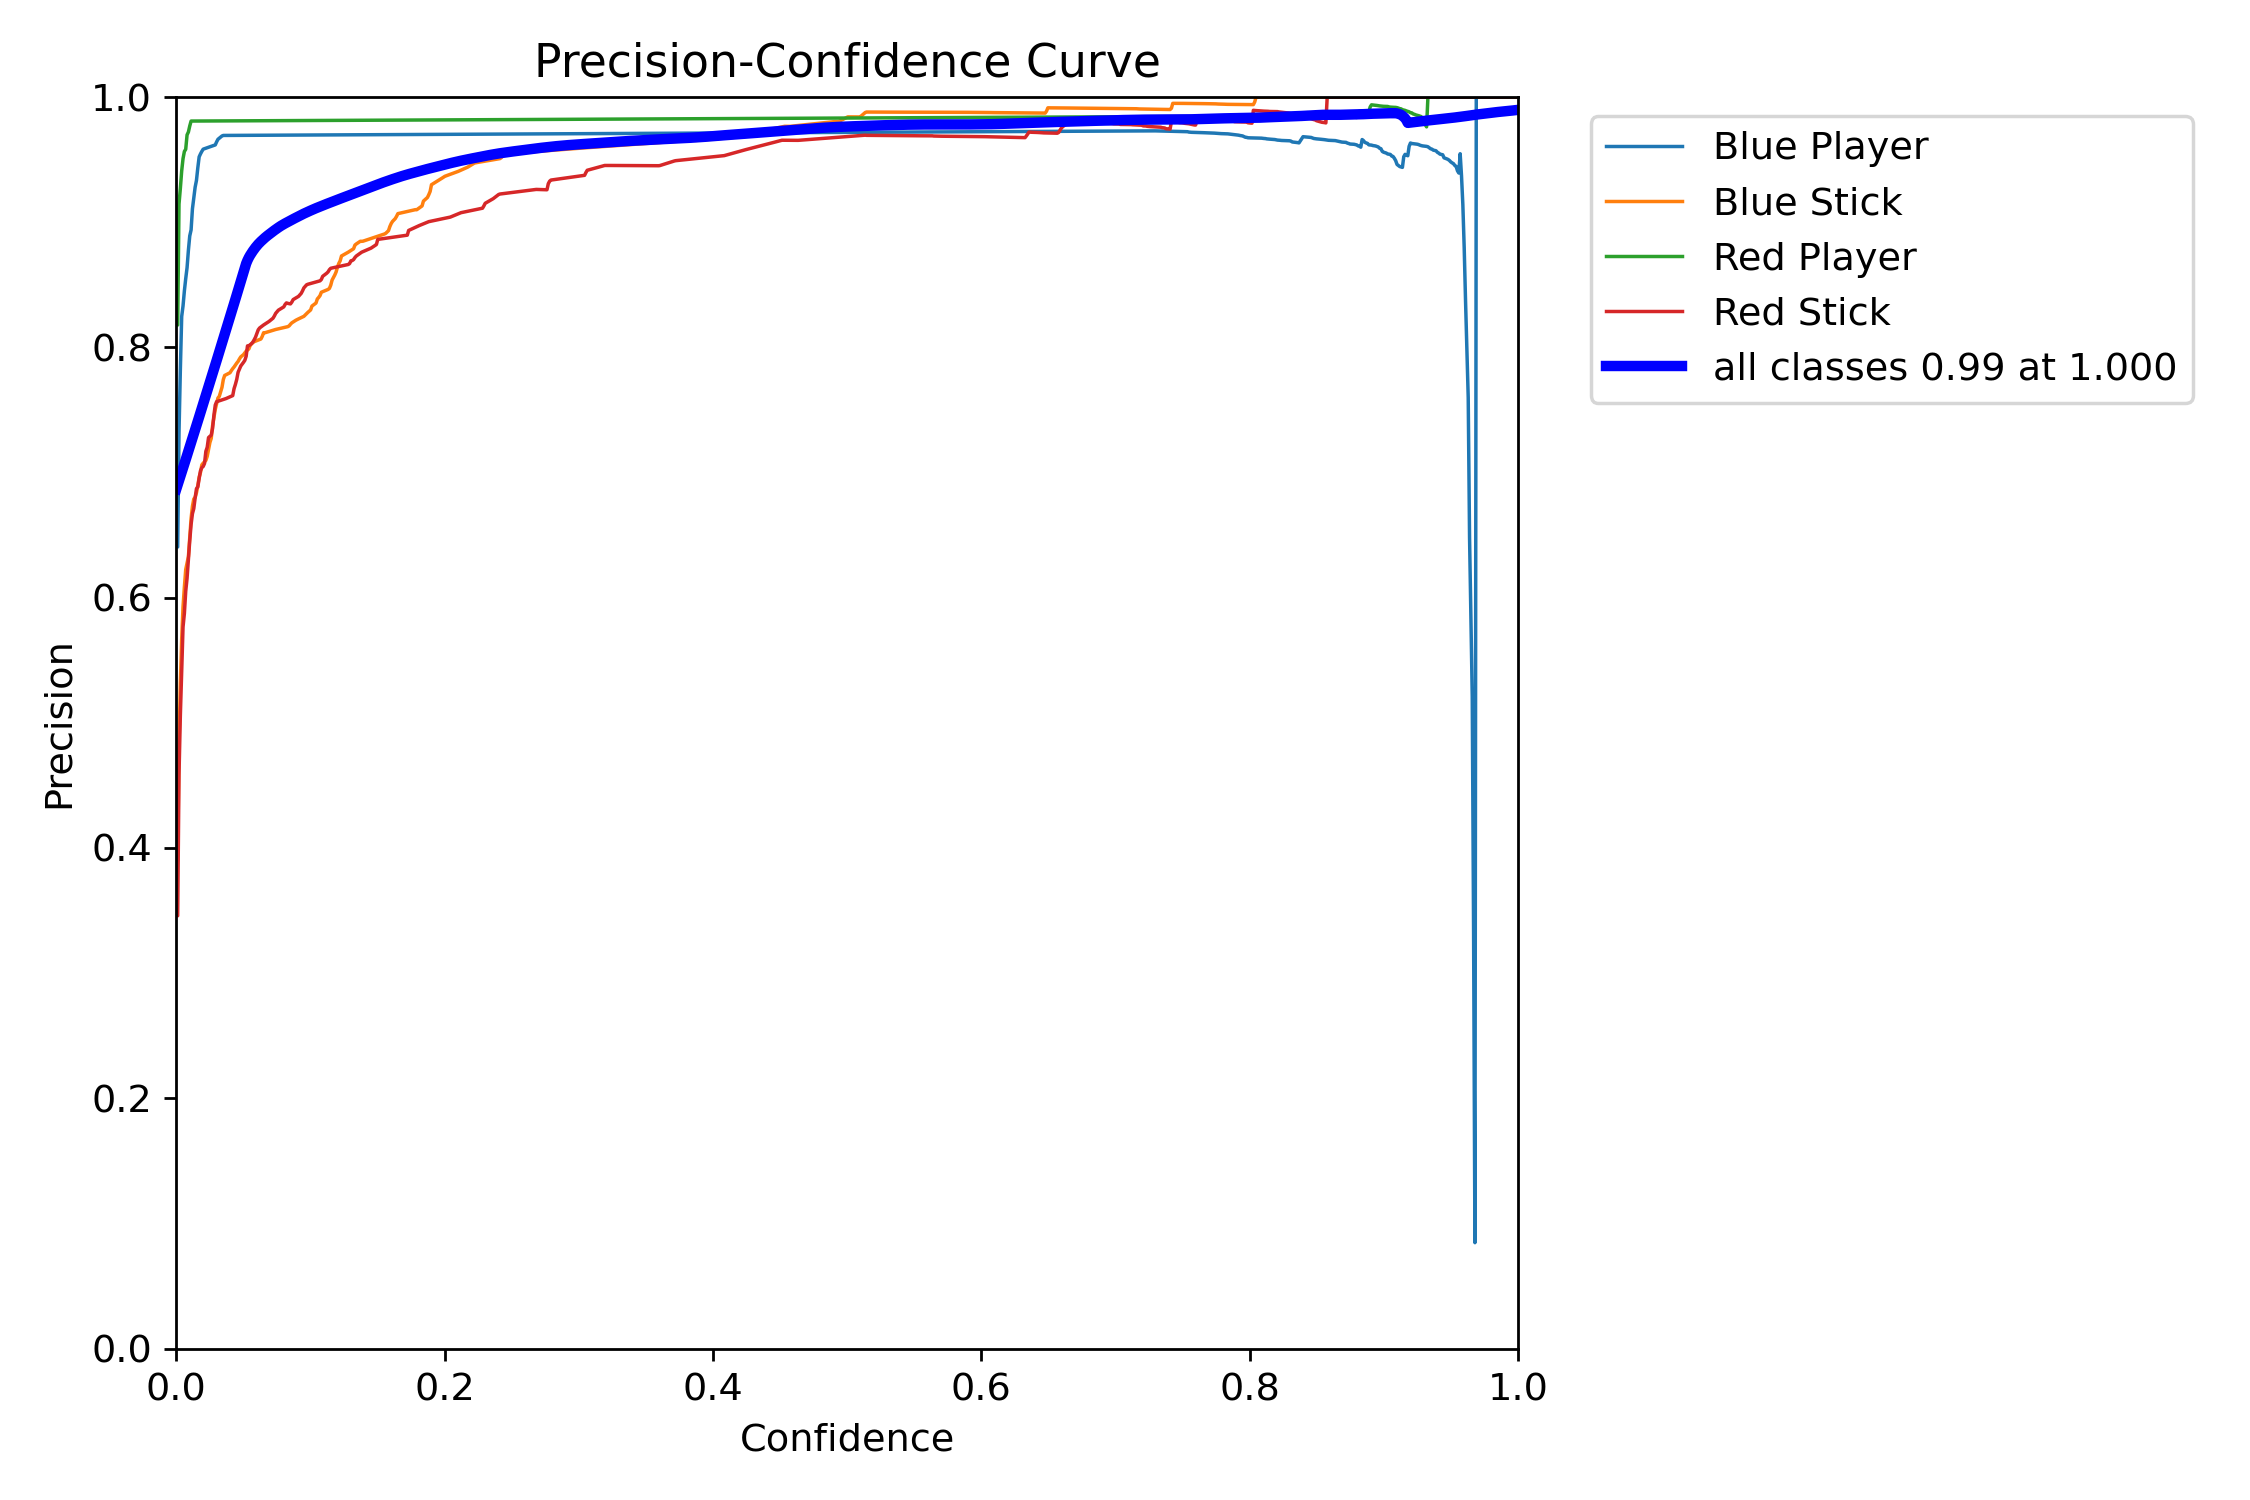 Precision-Confidence Curve
1.0
0.8
0.6
0.4
0.2
0.0
Precision
0.0 0.2 0.4 0.6 0.8 1.0
Confidence
Blue Player
Blue Stick
Red Player
Red Stick
all classes 0.99 at 1.000